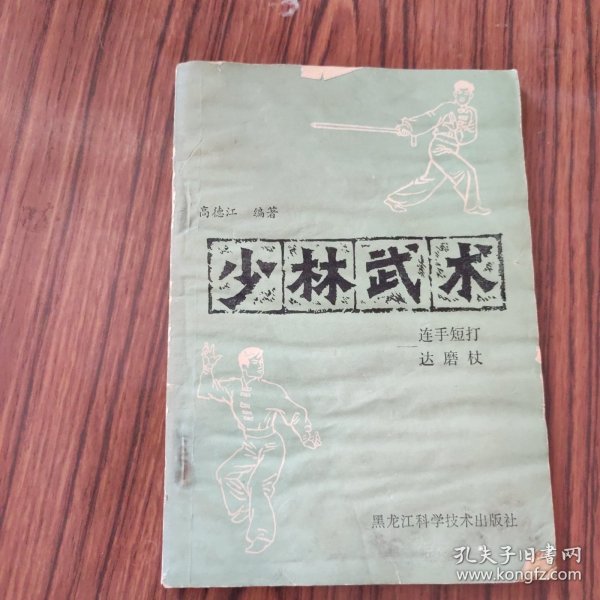 高德江 编著
少林武术
——连手短打
达磨杖
黑龙江科学技术出版社
孔夫子旧书网
www.kongfz.com